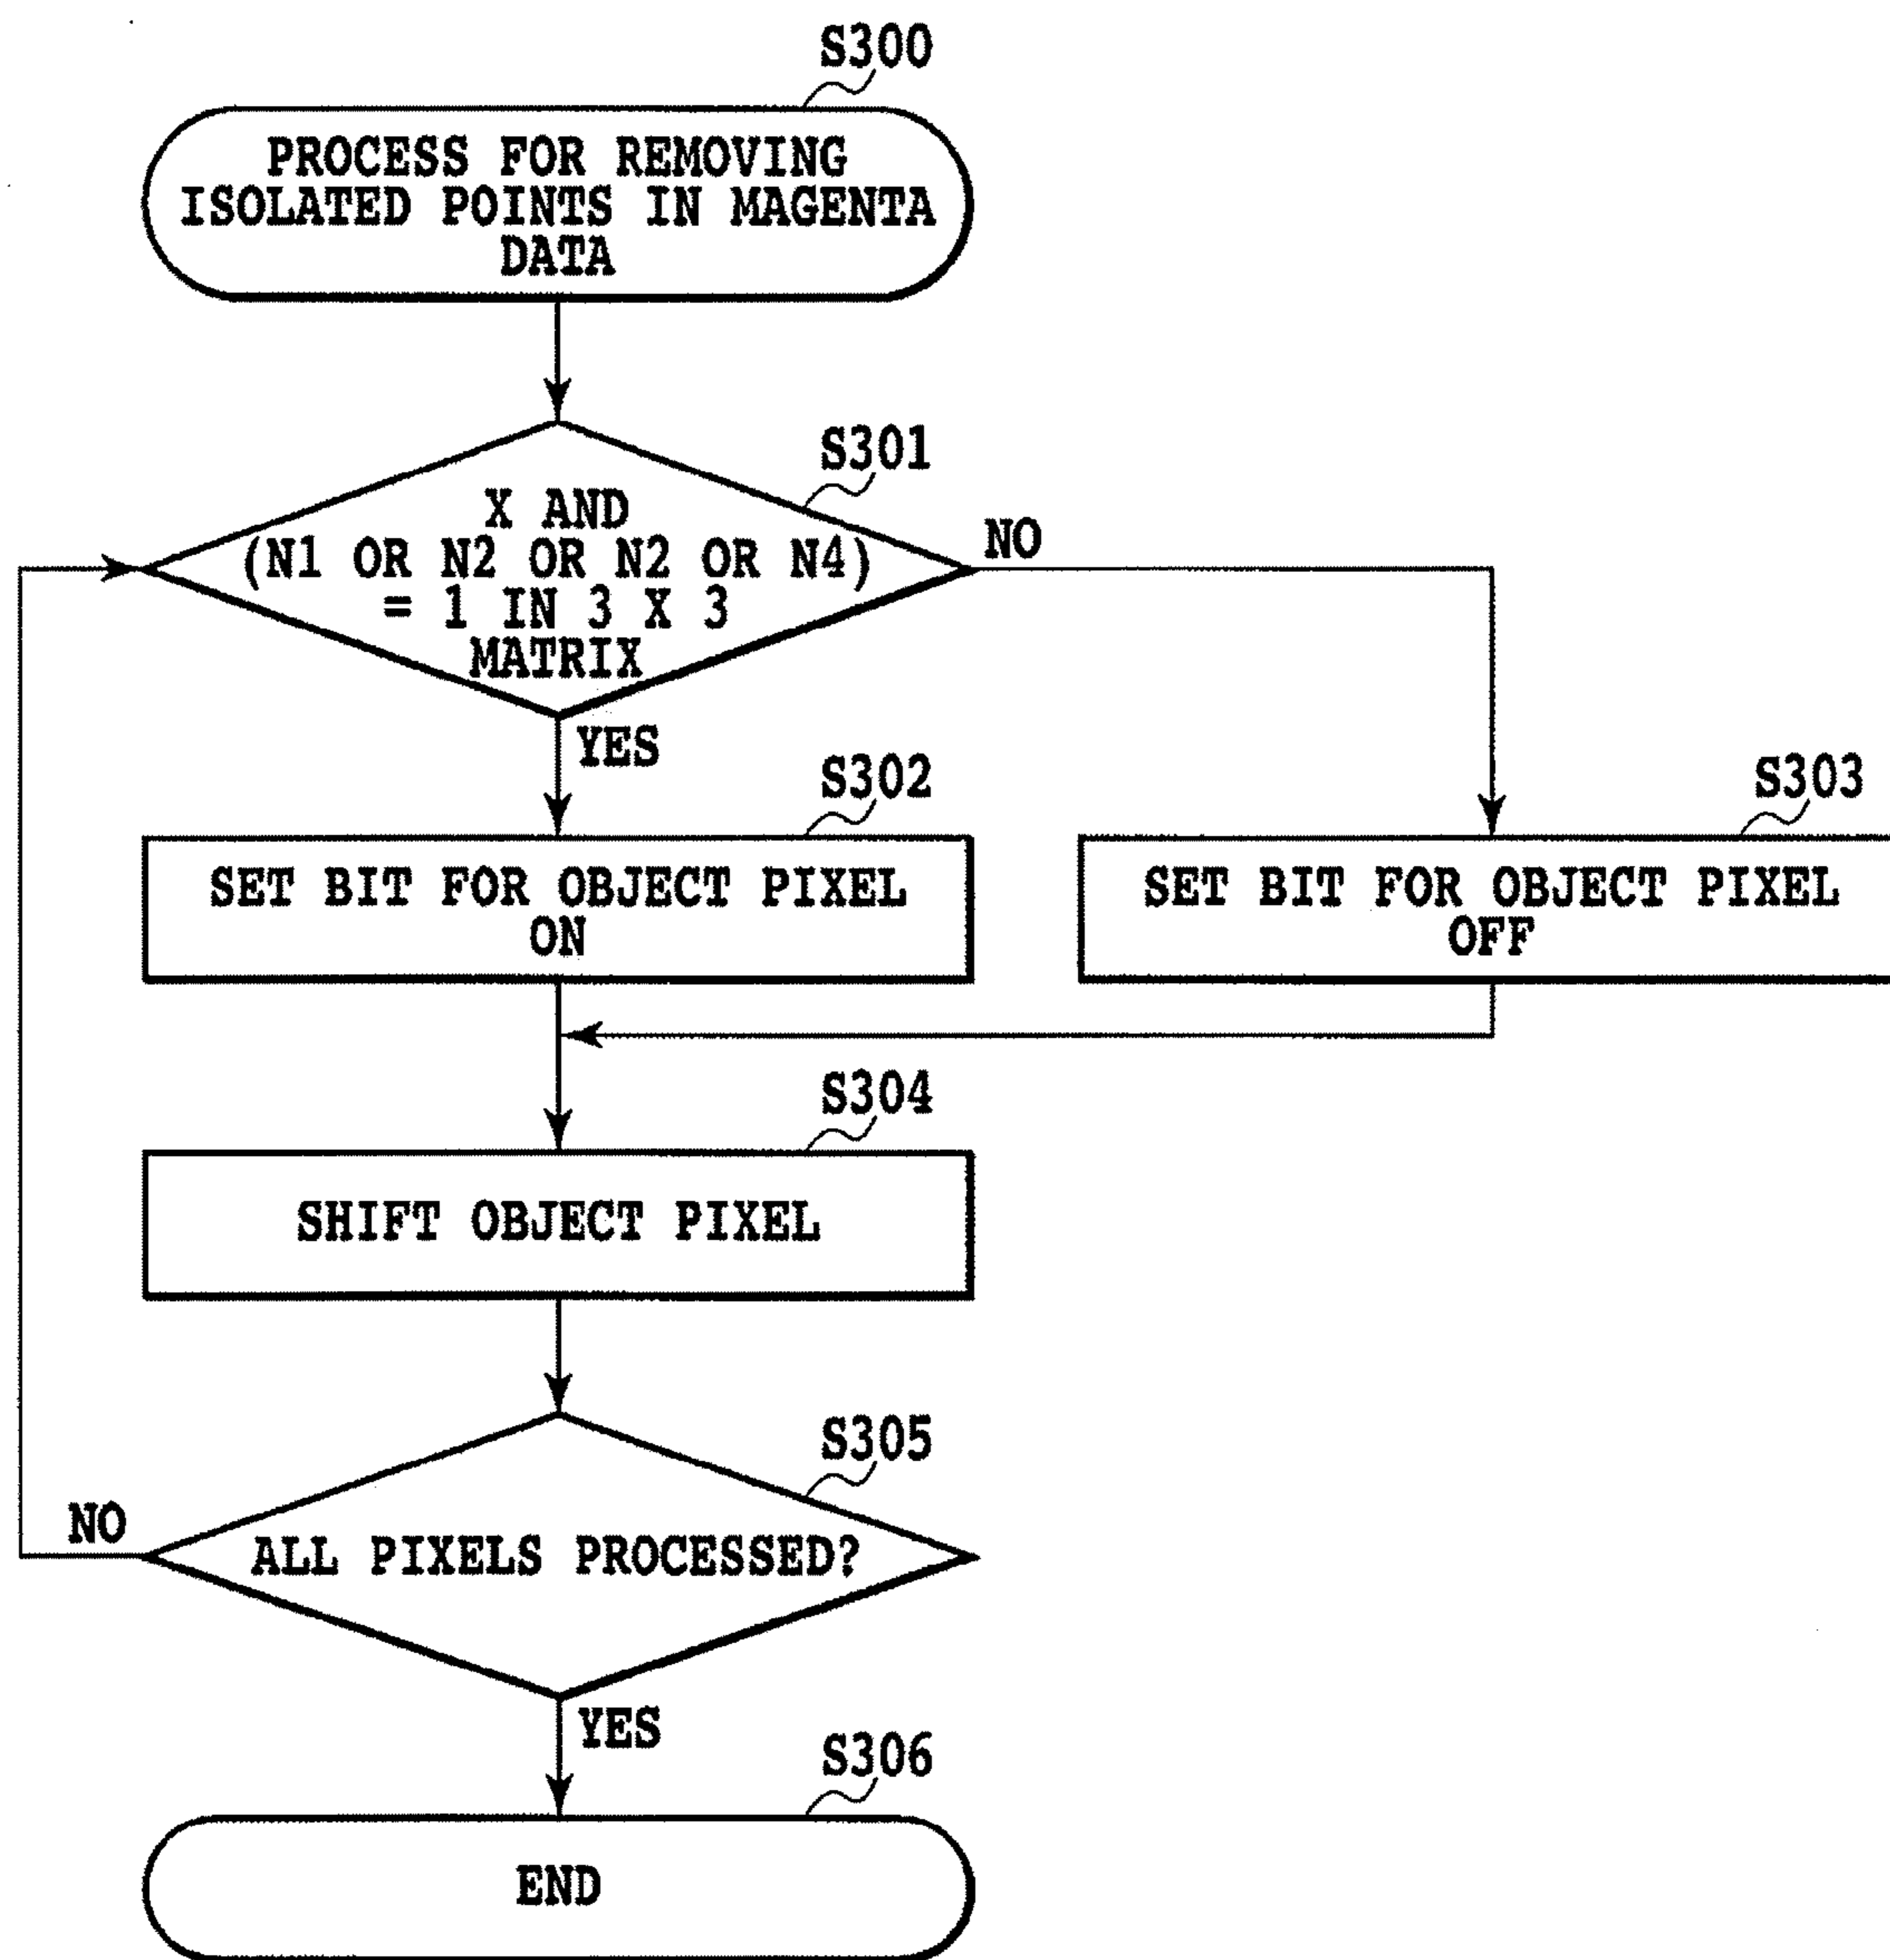 S300
PROCESS FOR REMOVING
ISOLATED POINTS IN MAGENTA
DATA
S301
X AND
(N1 OR N2 OR N2 OR N4)
= 1 IN 3 X 3
MATRIX
NO
YES
S302
SET BIT FOR OBJECT PIXEL
ON
S303
SET BIT FOR OBJECT PIXEL
OFF
S304
SHIFT OBJECT PIXEL
S305
ALL PIXELS PROCESSED?
NO
YES
S306
END